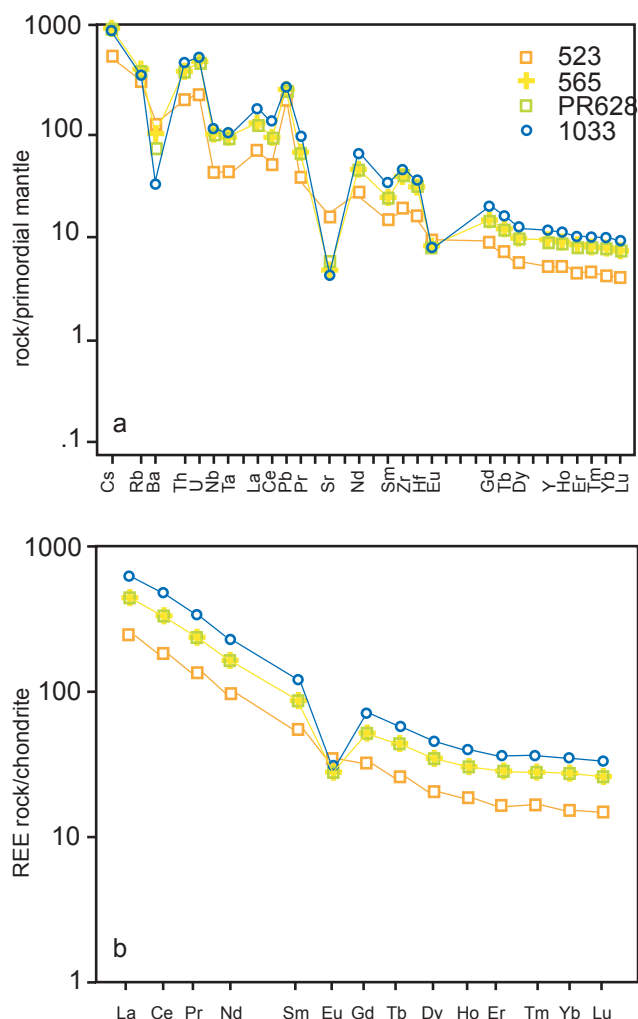 1000
100
10
1
.1
rock/primordial mantle
a
523
565
PR628
1033
Cs Rb Ba Th U Nb Ta La Ce Pb Pr Sr Nd Sm Zr Hf Eu Gd Tb Dy Y Ho Er Tm Yb Lu
1000
100
10
1
REE rock/chondrite
b
La Ce Pr Nd Sm Eu Gd Tb Dy Ho Er Tm Yb Lu